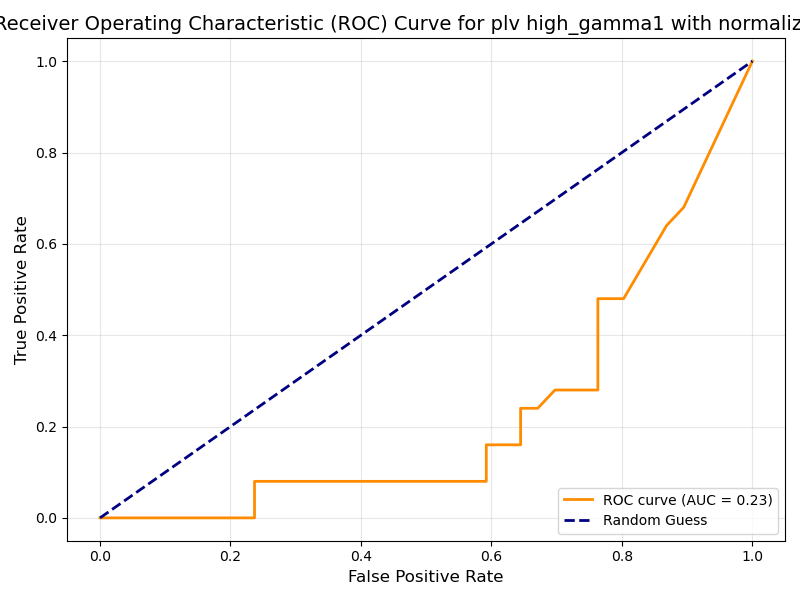 Receiver Operating Characteristic (ROC) Curve for plv high_gamma1 with normaliz
1.0
0.8
0.6
0.4
0.2
0.0
True Positive Rate
0.0 0.2 0.4 0.6 0.8 1.0
False Positive Rate
ROC curve (AUC = 0.23)
Random Guess